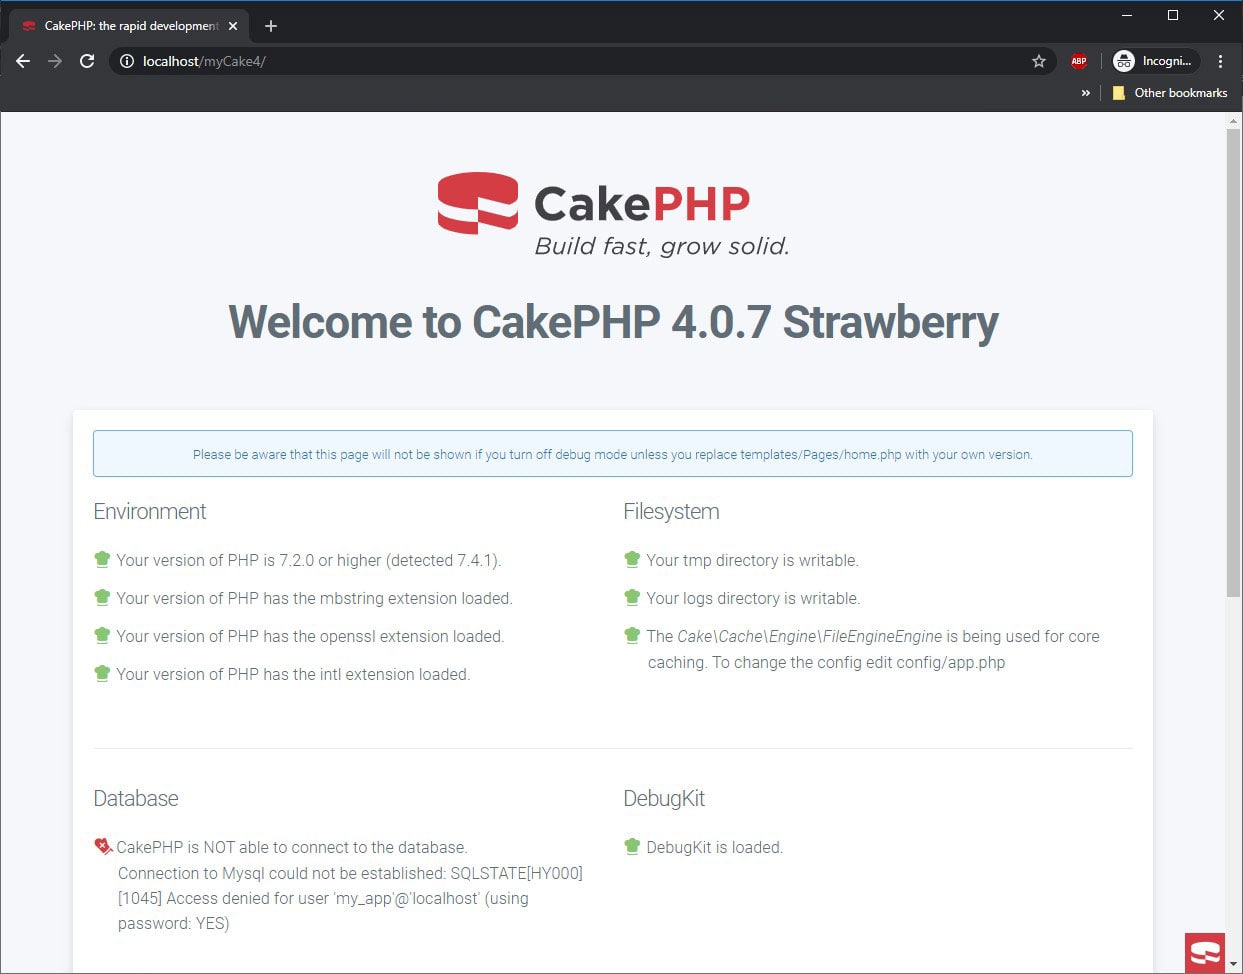 CakePHP: the rapid development
localhost/myCake4/
ABP
Incogni...
»
Other bookmarks
CakePHP
Build fast, grow solid.
Welcome to CakePHP 4.0.7 Strawberry
Please be aware that this page will not be shown if you turn off debug mode unless you replace templates/Pages/home.php with your own version.
Environment
Your version of PHP is 7.2.0 or higher (detected 7.4.1).
Your version of PHP has the mbstring extension loaded.
Your version of PHP has the openssl extension loaded.
Your version of PHP has the intl extension loaded.
Filesystem
Your tmp directory is writable.
Your logs directory is writable.
The Cake\Cache\Engine\FileEngineEngine is being used for core
caching. To change the config edit config/app.php
Database
CakePHP is NOT able to connect to the database.
Connection to Mysql could not be established: SQLSTATE[HY000]
[1045] Access denied for user 'my_app'@'localhost' (using
password: YES)
DebugKit
DebugKit is loaded.